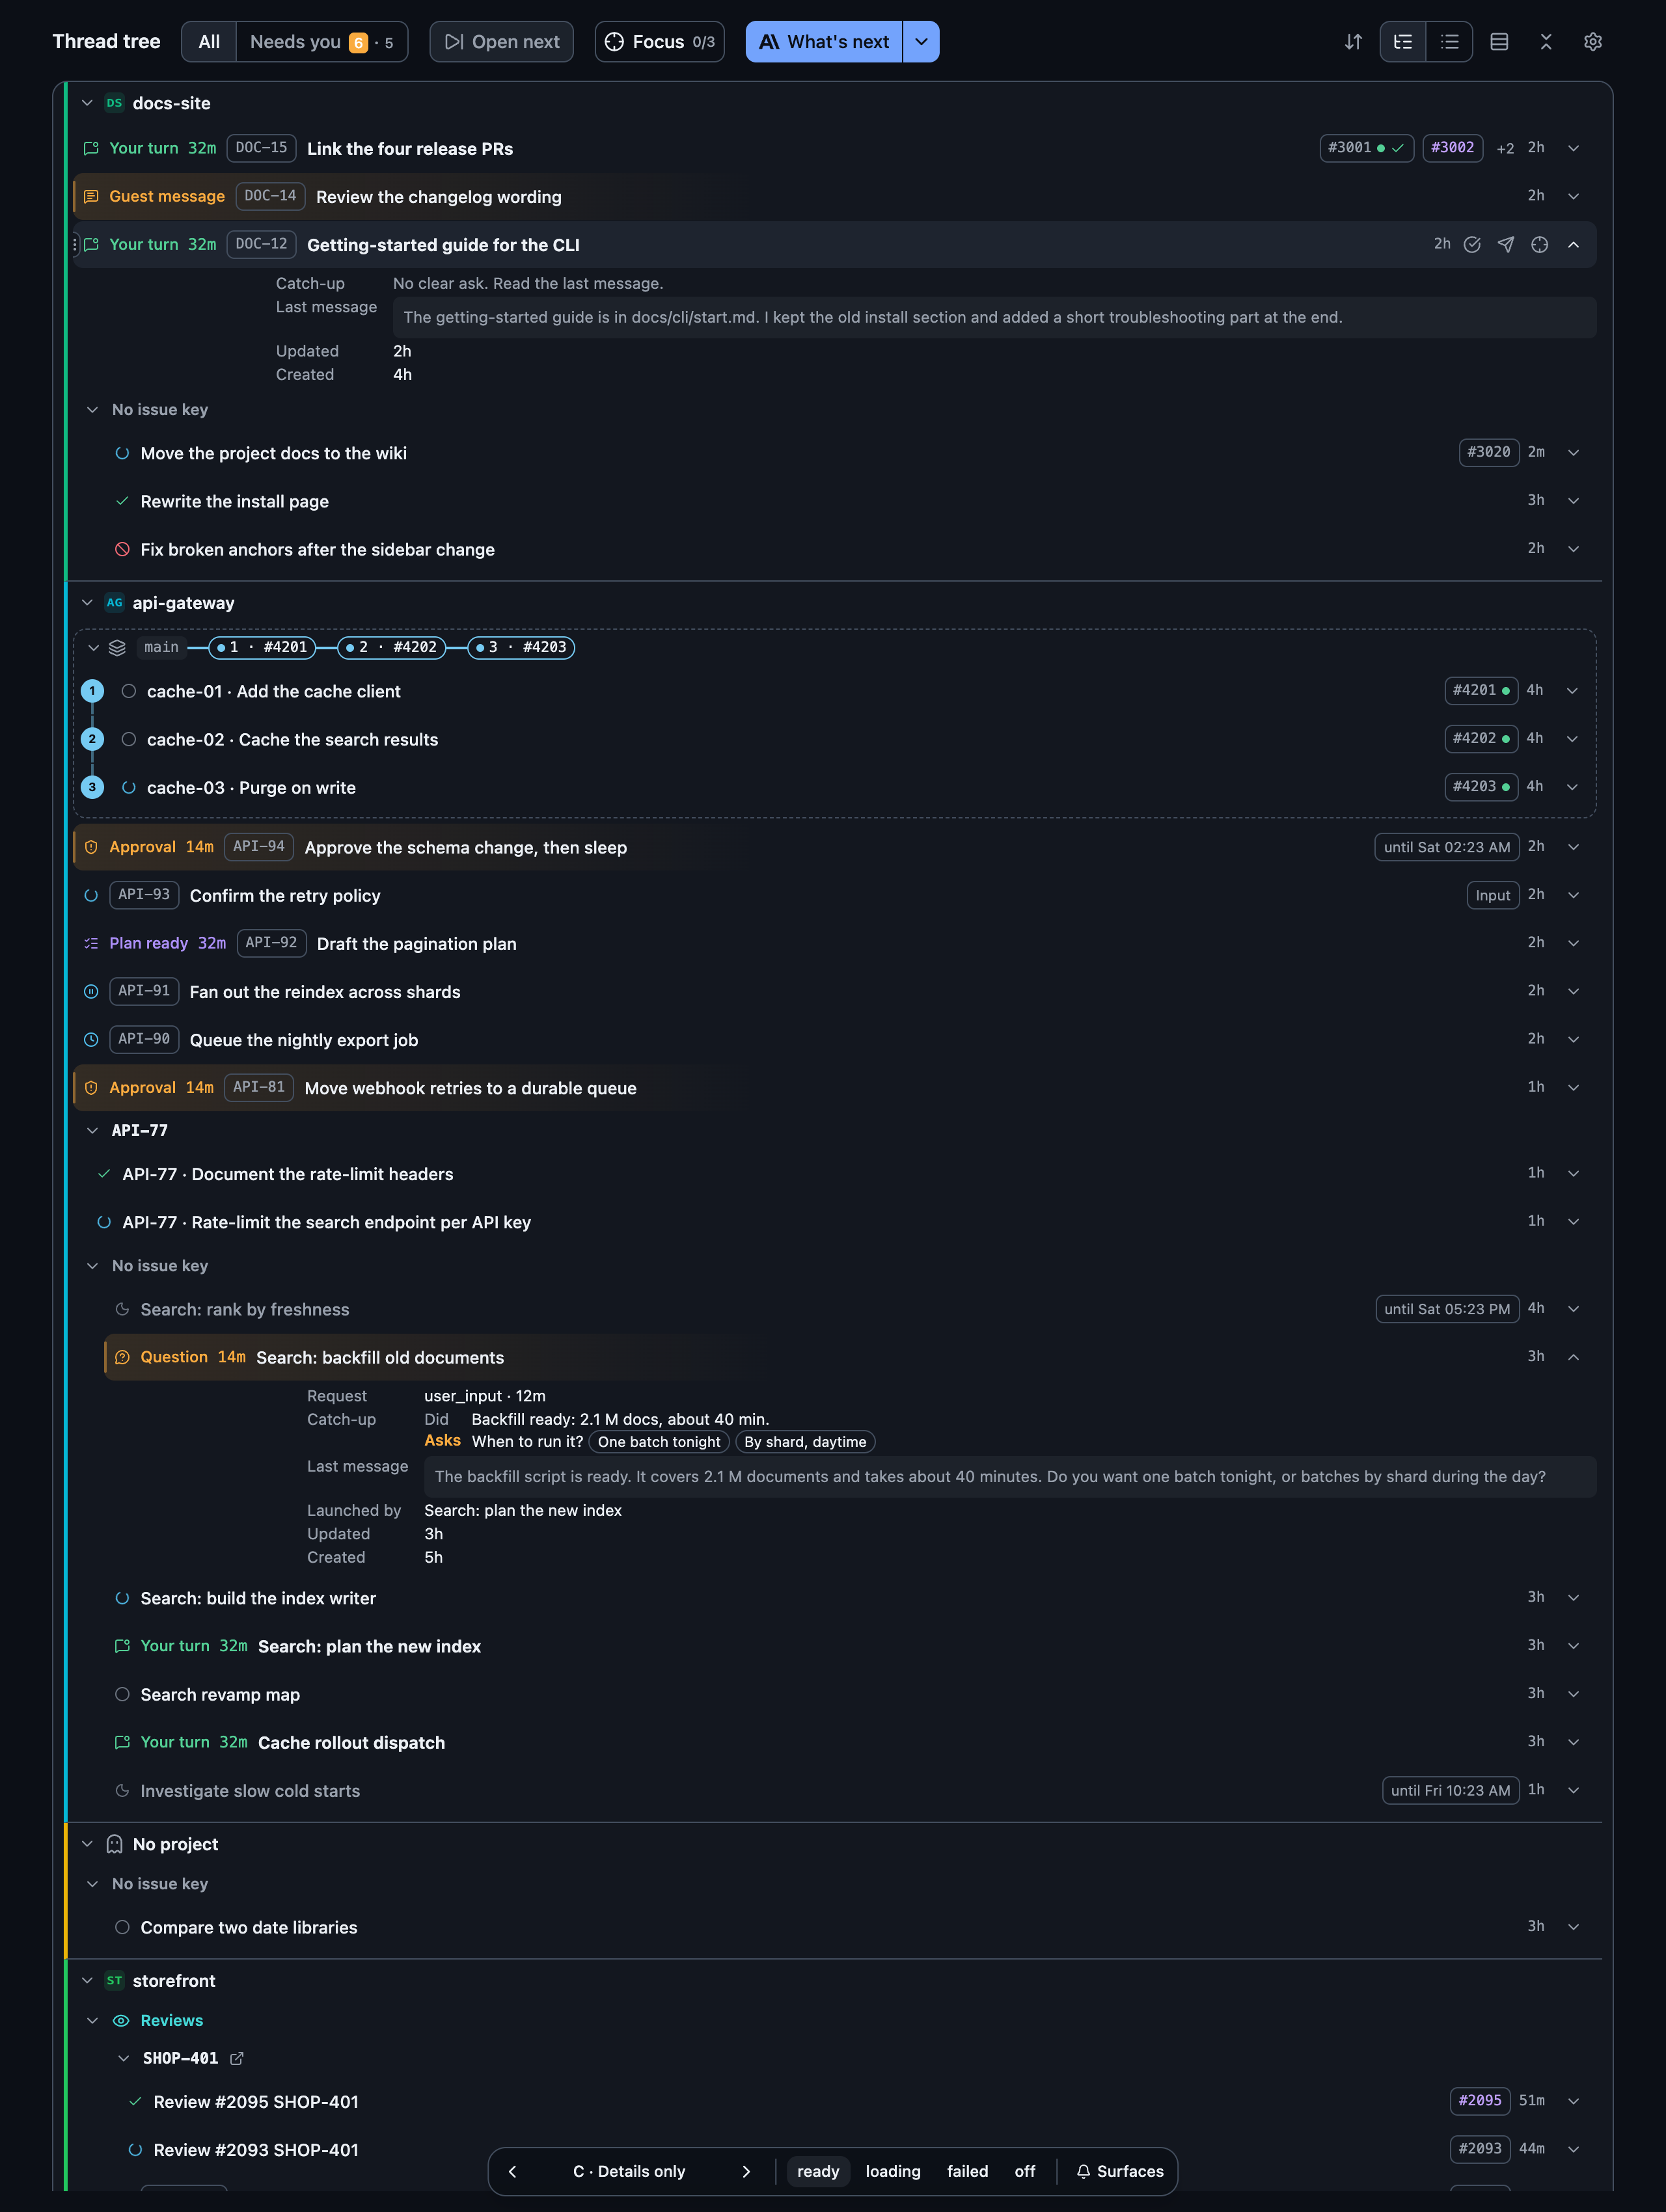 Thread tree All Needs you 6 · 5 Open next Focus 0/3 What's next
DS docs-site
Your turn 32m DOC-15 Link the four release PRs #3001 #3002 +2 2h
Guest message DOC-14 Review the changelog wording 2h
Your turn 32m DOC-12 Getting-started guide for the CLI 2h
Catch-up No clear ask. Read the last message.
Last message The getting-started guide is in docs/cli/start.md. I kept the old install section and added a short troubleshooting part at the end.
Updated 2h
Created 4h
No issue key
Move the project docs to the wiki #3020 2m
Rewrite the install page 3h
Fix broken anchors after the sidebar change 2h
AG api-gateway
main 1 · #4201 2 · #4202 3 · #4203
1 cache-01 · Add the cache client #4201 4h
2 cache-02 · Cache the search results #4202 4h
3 cache-03 · Purge on write #4203 4h
Approval 14m API-94 Approve the schema change, then sleep until Sat 02:23 AM 2h
API-93 Confirm the retry policy Input 2h
Plan ready 32m API-92 Draft the pagination plan 2h
API-91 Fan out the reindex across shards 2h
API-90 Queue the nightly export job 2h
Approval 14m API-81 Move webhook retries to a durable queue 1h
API-77
API-77 · Document the rate-limit headers 1h
API-77 · Rate-limit the search endpoint per API key 1h
No issue key
Search: rank by freshness until Sat 05:23 PM 4h
Question 14m Search: backfill old documents 3h
Request user_input · 12m
Catch-up Did Backfill ready: 2.1 M docs, about 40 min.
Asks When to run it? One batch tonight By shard, daytime
Last message The backfill script is ready. It covers 2.1 M documents and takes about 40 minutes. Do you want one batch tonight, or batches by shard during the day?
Launched by Search: plan the new index
Updated 3h
Created 5h
Search: build the index writer 3h
Your turn 32m Search: plan the new index 3h
Search revamp map 3h
Your turn 32m Cache rollout dispatch 3h
Investigate slow cold starts until Fri 10:23 AM 1h
No project
No issue key
Compare two date libraries 3h
ST storefront
Reviews
SHOP-401
Review #2095 SHOP-401 #2095 51m
Review #2093 SHOP-401 #2093 44m
C · Details only ready loading failed off Surfaces